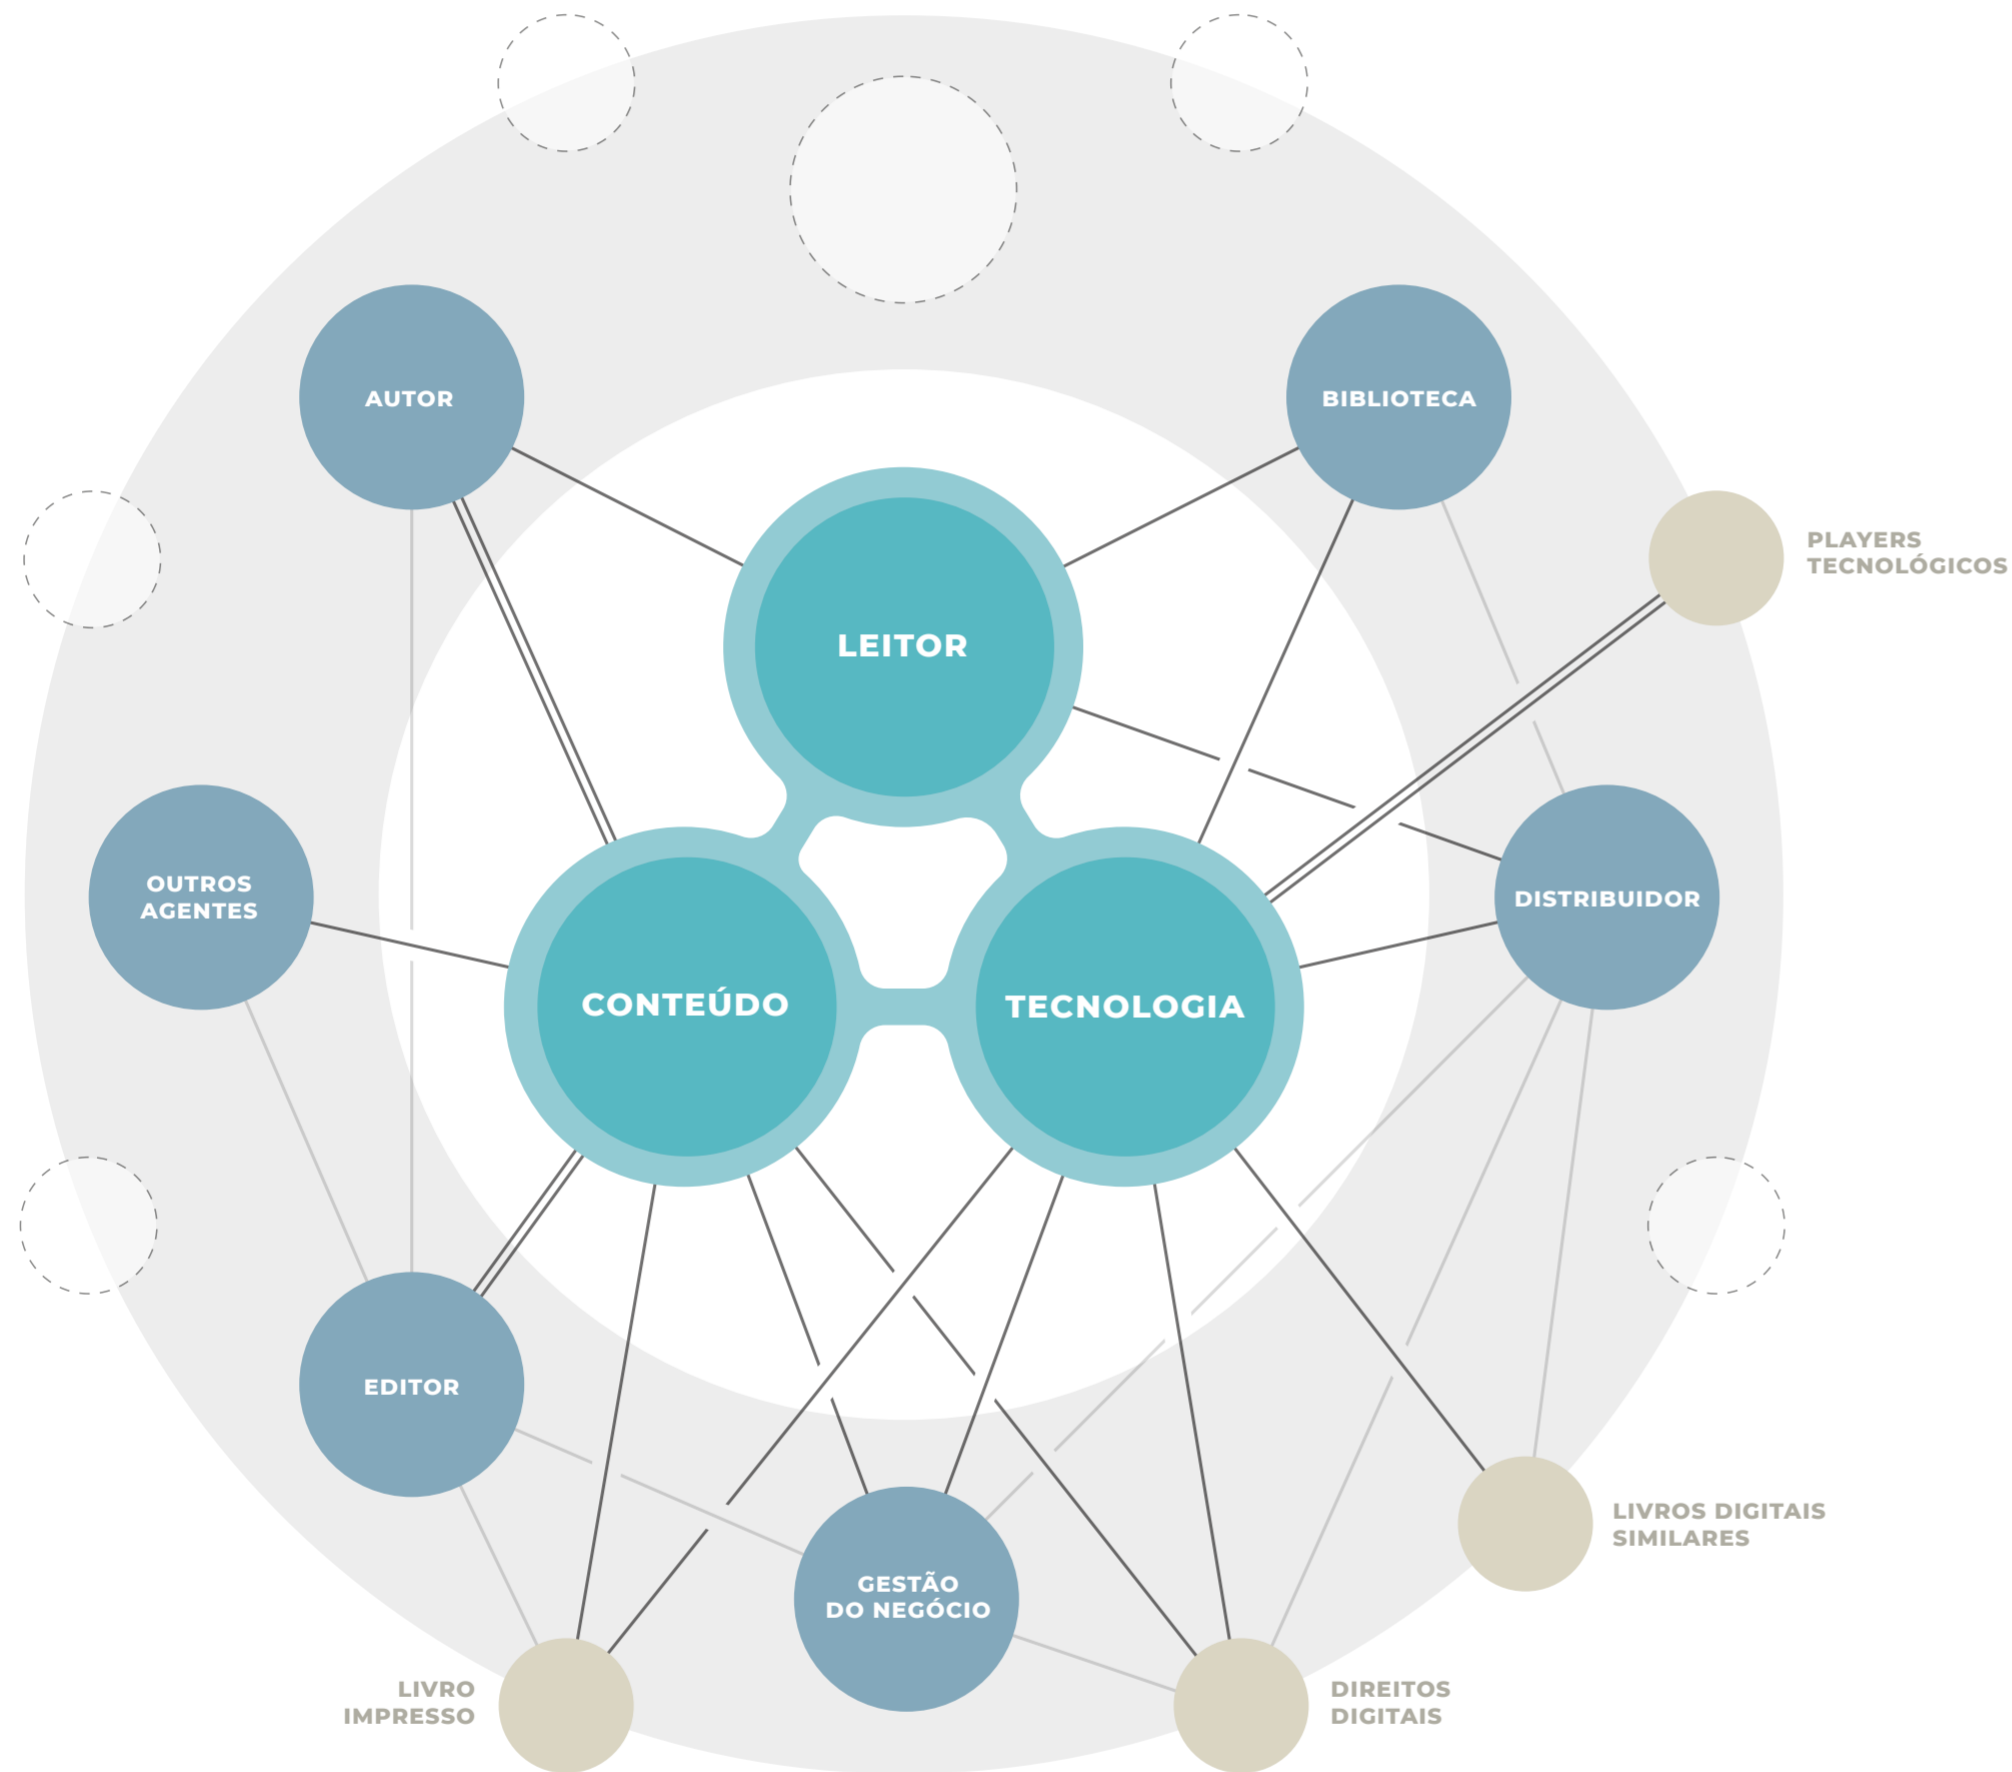 AUTOR
BIBLIOTECA
PLAYERS
TECNOLÓGICOS
LEITOR
OUTROS
AGENTES
DISTRIBUIDOR
CONTEÚDO
TECNOLOGIA
EDITOR
LIVROS DIGITAIS
SIMILARES
GESTÃO
DO NEGÓCIO
LIVRO
IMPRESSO
DIREITOS
DIGITAIS